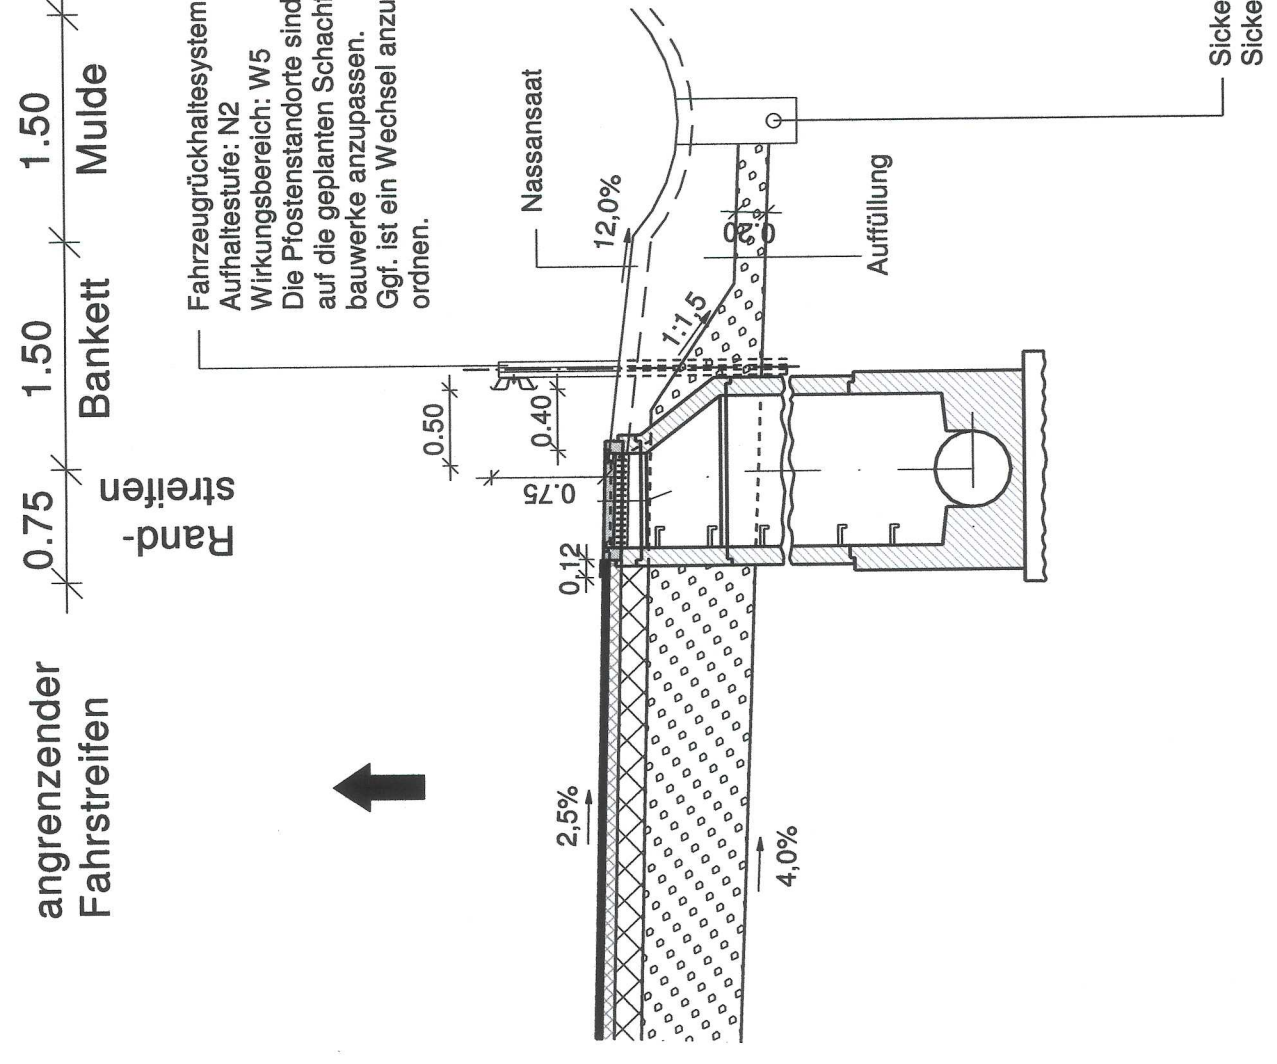 angrenzender
Fahrstreifen
0.75
Rand-
streifen
1.50
Bankett
1.50
Mulde
Fahrzeugrückhaltesystem
Aufhaltestufe: N2
Wirkungsbereich: W5
Die Pfostenstandorte sind
auf die geplanten Schacht
bauwerke anzupassen.
Ggf. ist ein Wechsel anzu
ordnen.
0.50
0.40
0.75
0.12
Nassansaat
12,0%
1:1,5
0.20
Auffüllung
2,5%
4,0%
Sicke
Sicke